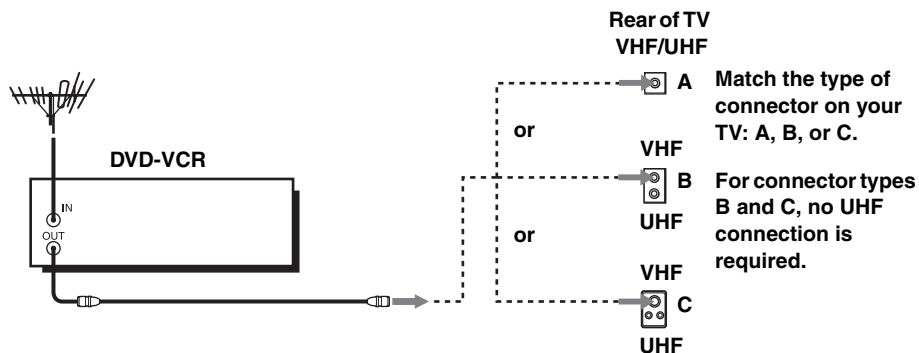 Rear of TV
VHF/UHF
A
Match the type of
connector on your
TV: A, B, or C.
or
VHF
DVD-VCR
B
For connector types
B and C, no UHF
connection is
required.
UHF
IN
OUT
or
VHF
C
UHF